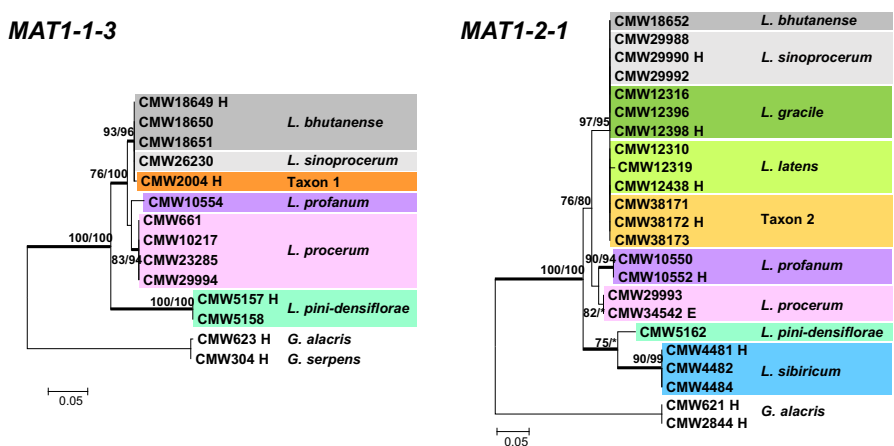 MAT1-1-3
CMW18649 H
CMW18650 L. bhutanense
CMW18651
CMW26230 L. sinoprocerum
CMW2004 H Taxon 1
CMW10554 L. profanum
CMW661
CMW10217 L. procerum
CMW23285
CMW29994
CMW5157 H L. pini-densiflorae
CMW5158
CMW623 H G. alacris
CMW304 H G. serpens
93/96
76/100
100/100
83/94
100/100
0.05
MAT1-2-1
CMW18652 L. bhutanense
CMW29988
CMW29990 H L. sinoprocerum
CMW29992
CMW12316
CMW12396 L. gracile
CMW12398 H
CMW12310
CMW12319 L. latens
CMW12438 H
CMW38171
CMW38172 H Taxon 2
CMW38173
CMW10550 L. profanum
CMW10552 H
CMW29993 L. procerum
CMW34542 E
CMW5162 L. pini-densiflorae
CMW4481 H
CMW4482 L. sibiricum
CMW4484
CMW621 H G. alacris
CMW2844 H
97/95
76/80
90/94
100/100
82/*
75/*
90/99
0.05